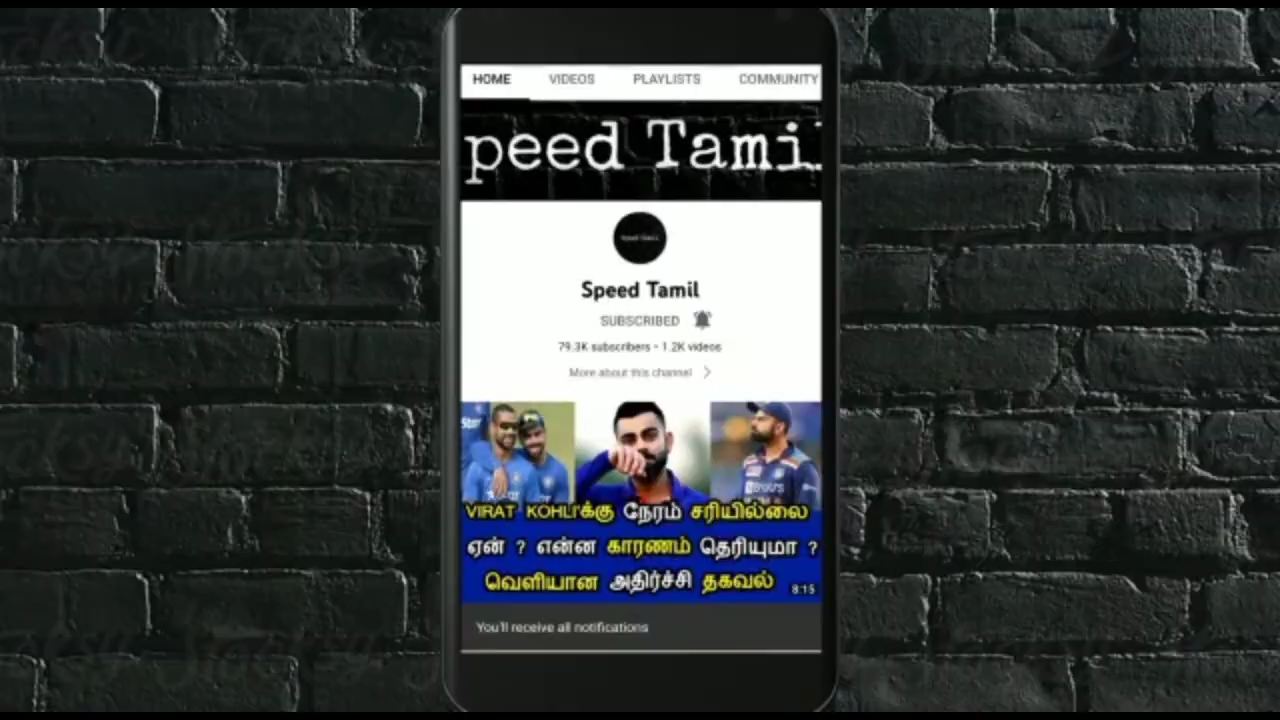 HOME VIDEOS PLAYLISTS COMMUNITY
peed Tamil
Speed Tamil
SUBSCRIBED
79.3K subscribers • 1.2K videos
More about this channel
VIRAT KOHLI'க்கு நேரம் சரியில்லை
ஏன் ? என்ன காரணம் தெரியுமா ?
வெளியான அதிர்ச்சி தகவல்
8:15
You'll receive all notifications